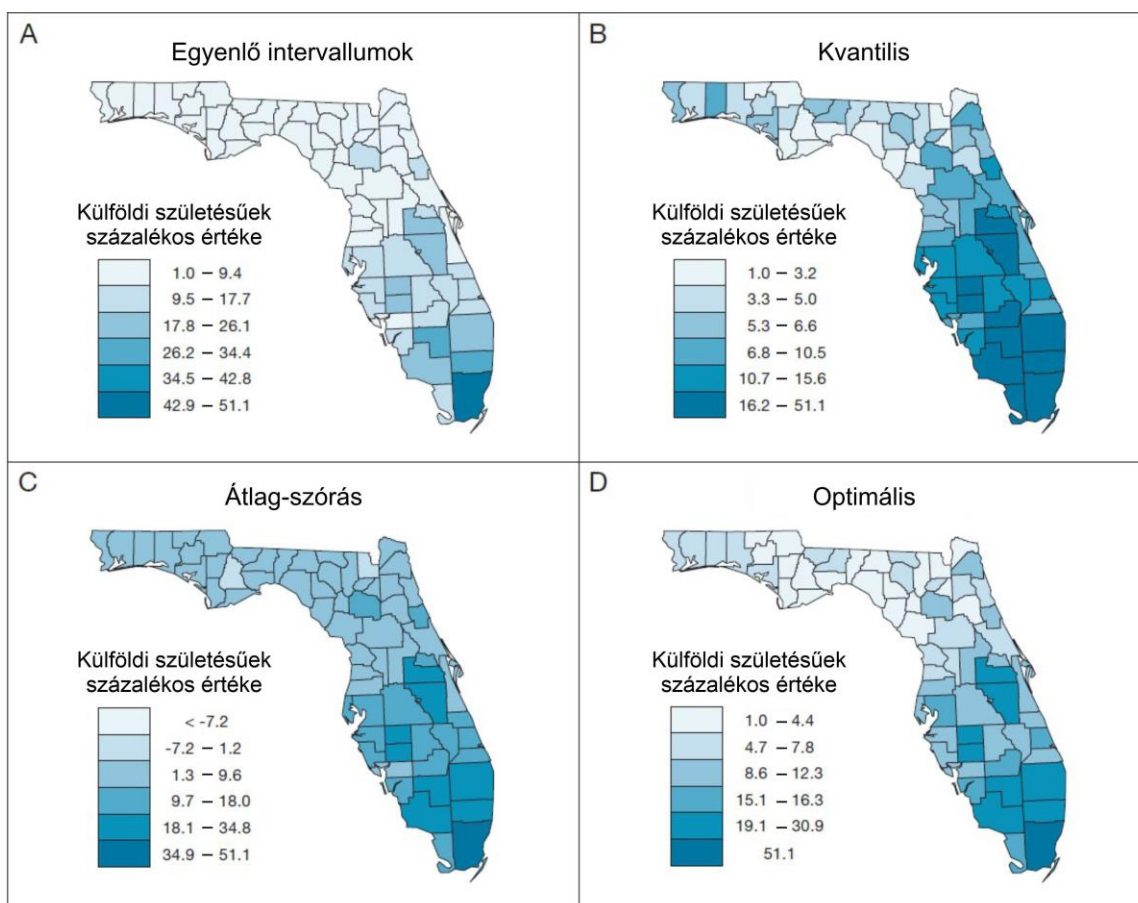 A
Egyenlő intervallumok
Külföldi születésűek
százalékos értéke
1.0 – 9.4
9.5 – 17.7
17.8 – 26.1
26.2 – 34.4
34.5 – 42.8
42.9 – 51.1
B
Kvantilis
Külföldi születésűek
százalékos értéke
1.0 – 3.2
3.3 – 5.0
5.3 – 6.6
6.8 – 10.5
10.7 – 15.6
16.2 – 51.1
C
Átlag-szórás
Külföldi születésűek
százalékos értéke
< -7.2
-7.2 – 1.2
1.3 – 9.6
9.7 – 18.0
18.1 – 34.8
34.9 – 51.1
D
Optimális
Külföldi születésűek
százalékos értéke
1.0 – 4.4
4.7 – 7.8
8.6 – 12.3
15.1 – 16.3
19.1 – 30.9
51.1